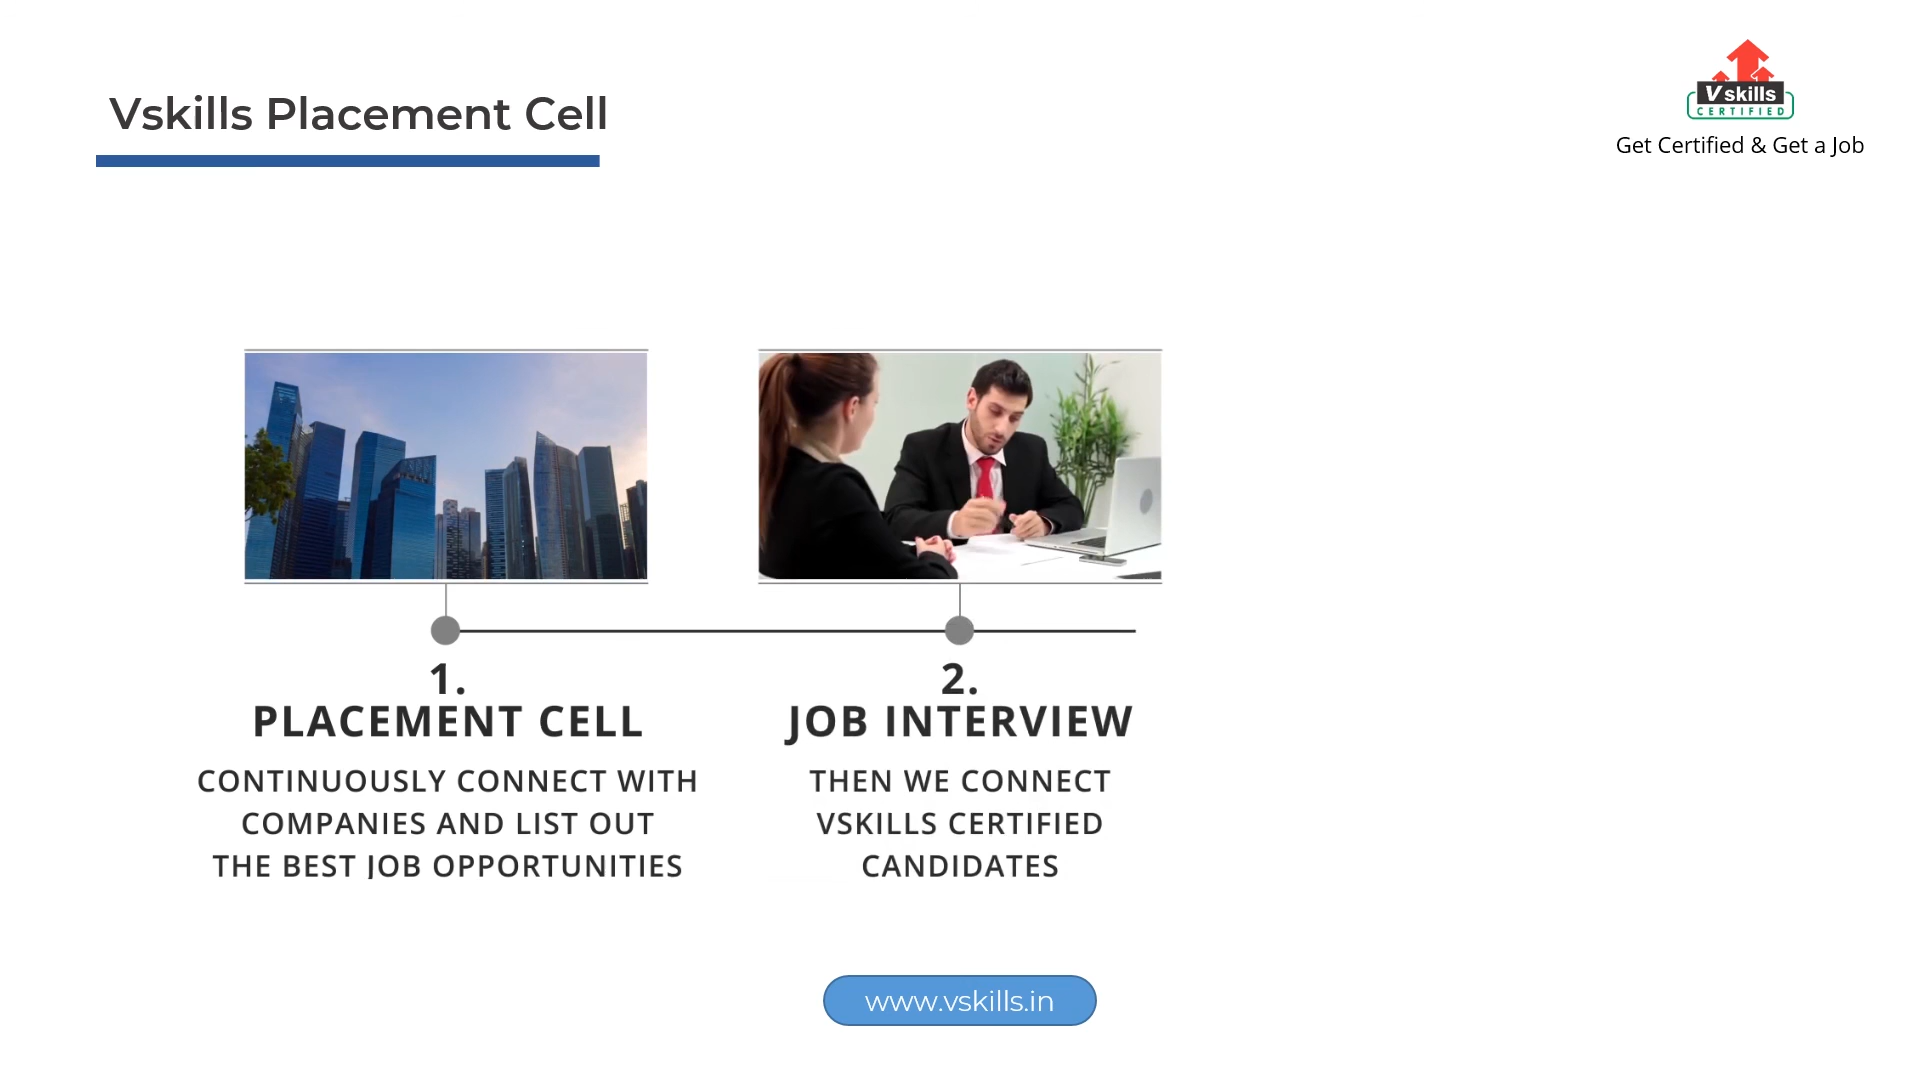 Vskills Placement Cell
Vskills
CERTIFIED
Get Certified & Get a Job
1.
PLACEMENT CELL
CONTINUOUSLY CONNECT WITH
COMPANIES AND LIST OUT
THE BEST JOB OPPORTUNITIES
2.
JOB INTERVIEW
THEN WE CONNECT
VSKILLS CERTIFIED
CANDIDATES
www.vskills.in